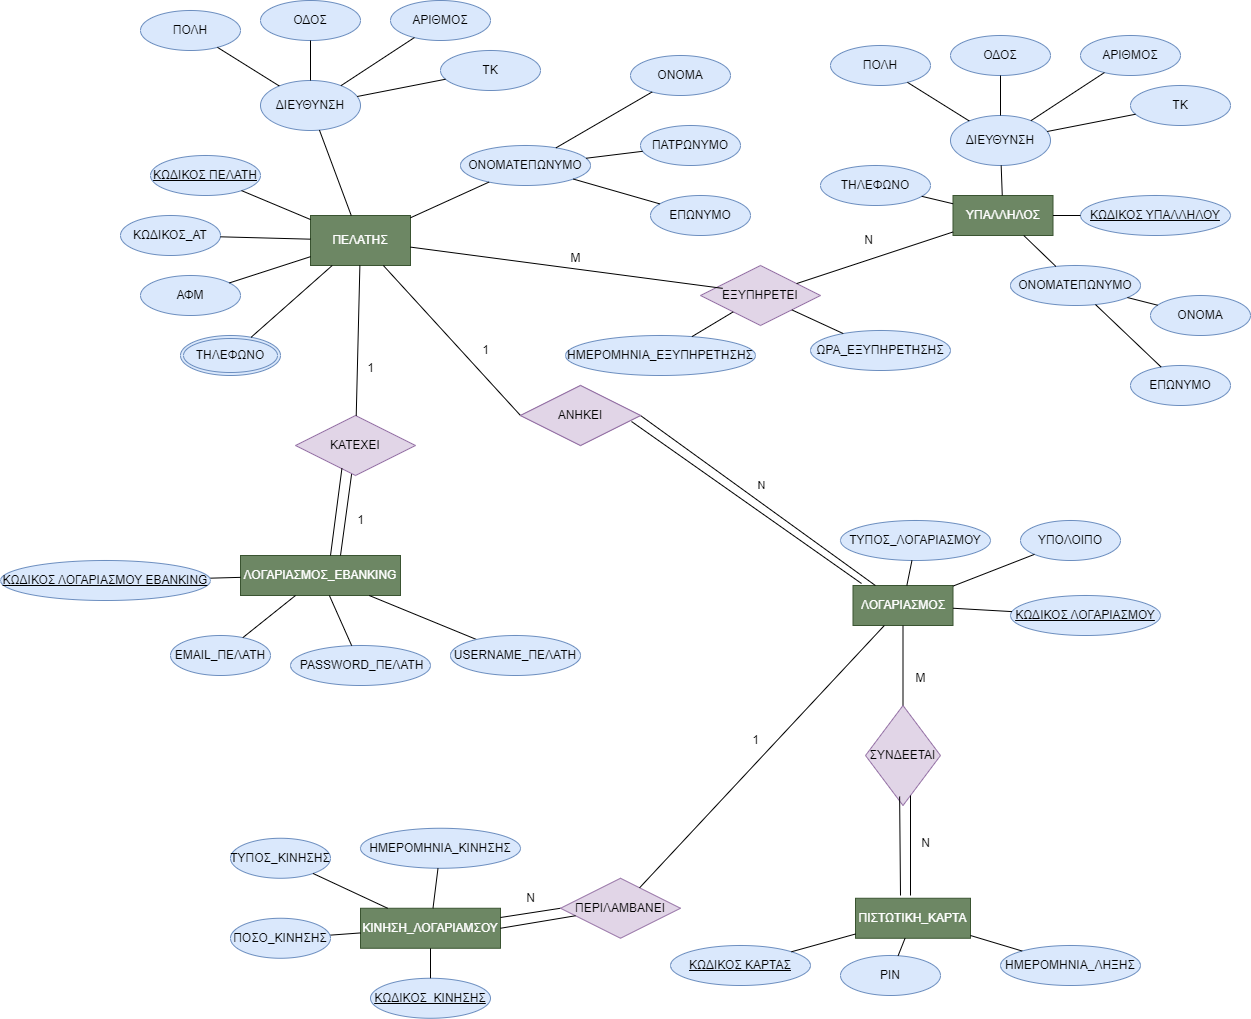 ΟΔΟΣ
ΑΡΙΘΜΟΣ
ΠΟΛΗ
ΤΚ
ΔΙΕΥΘΥΝΣΗ
ΟΝΟΜΑ
ΠΑΤΡΩΝΥΜΟ
ΟΝΟΜΑΤΕΠΩΝΥΜΟ
ΕΠΩΝΥΜΟ
ΚΩΔΙΚΟΣ ΠΕΛΑΤΗ
ΚΩΔΙΚΟΣ_ΑΤ
ΠΕΛΑΤΗΣ
ΑΦΜ
ΤΗΛΕΦΩΝΟ
ΟΔΟΣ
ΑΡΙΘΜΟΣ
ΠΟΛΗ
ΤΚ
ΔΙΕΥΘΥΝΣΗ
ΤΗΛΕΦΩΝΟ
ΥΠΑΛΛΗΛΟΣ
ΚΩΔΙΚΟΣ ΥΠΑΛΛΗΛΟΥ
ΟΝΟΜΑΤΕΠΩΝΥΜΟ
ΟΝΟΜΑ
ΕΠΩΝΥΜΟ
M
N
ΕΞΥΠΗΡΕΤΕΙ
ΗΜΕΡΟΜΗΝΙΑ_ΕΞΥΠΗΡΕΤΗΣΗΣ
ΩΡΑ_ΕΞΥΠΗΡΕΤΗΣΗΣ
1
1
ΑΝΗΚΕΙ
ΚΑΤΕΧΕΙ
N
1
ΛΟΓΑΡΙΑΣΜΟΣ_EBANKING
ΚΩΔΙΚΟΣ ΛΟΓΑΡΙΑΣΜΟΥ EBANKING
EMAIL_ΠΕΛΑΤΗ
PASSWORD_ΠΕΛΑΤΗ
USERNAME_ΠΕΛΑΤΗ
ΤΥΠΟΣ_ΛΟΓΑΡΙΑΣΜΟΥ
ΥΠΟΛΟΙΠΟ
ΛΟΓΑΡΙΑΣΜΟΣ
ΚΩΔΙΚΟΣ ΛΟΓΑΡΙΑΣΜΟΥ
M
1
ΣΥΝΔΕΕΤΑΙ
N
ΤΥΠΟΣ_ΚΙΝΗΣΗΣ
ΗΜΕΡΟΜΗΝΙΑ_ΚΙΝΗΣΗΣ
N
ΠΕΡΙΛΑΜΒΑΝΕΙ
ΚΙΝΗΣΗ_ΛΟΓΑΡΙΑΜΣΟΥ
ΠΟΣΟ_ΚΙΝΗΣΗΣ
ΚΩΔΙΚΟΣ_ΚΙΝΗΣΗΣ
ΠΙΣΤΩΤΙΚΗ_ΚΑΡΤΑ
ΚΩΔΙΚΟΣ ΚΑΡΤΑΣ
PIN
ΗΜΕΡΟΜΗΝΙΑ_ΛΗΞΗΣ